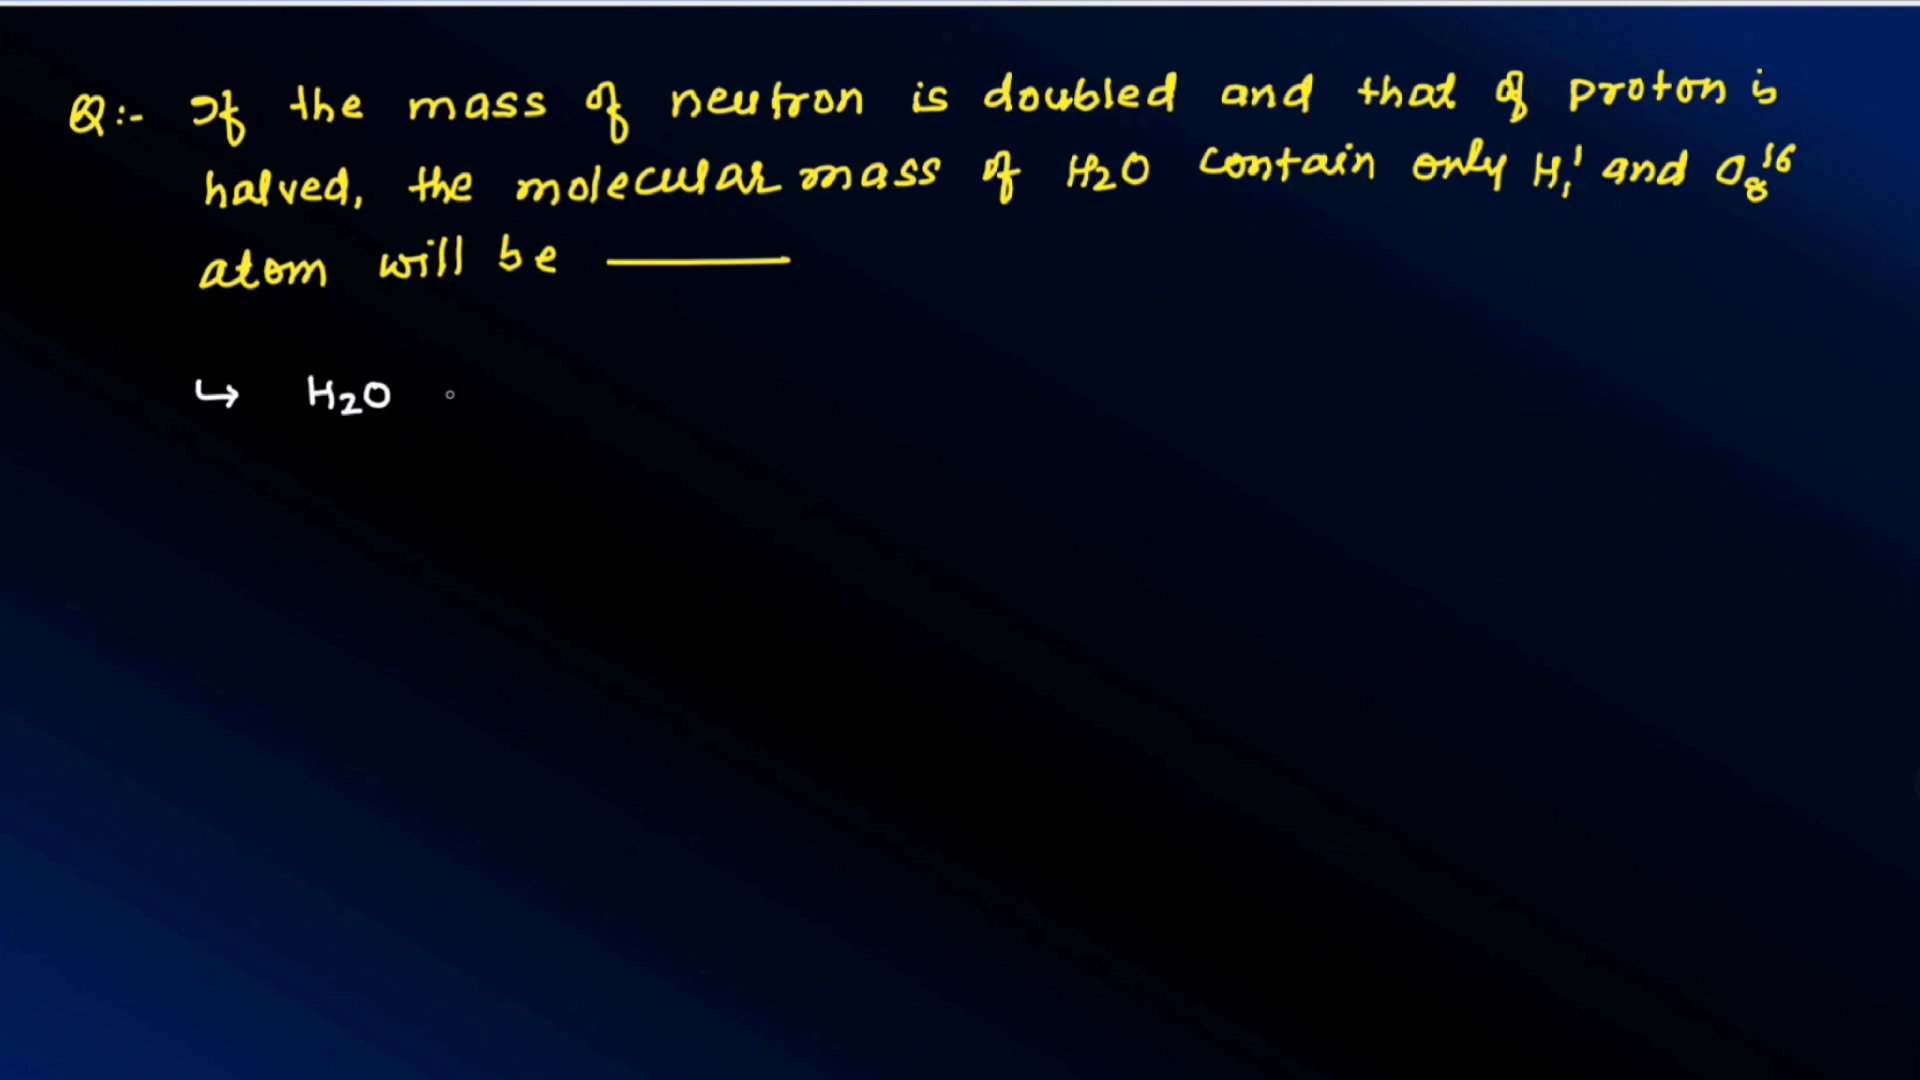 Q:- If the mass of neutron is doubled and that of proton is
halved, the molecular mass of H₂O contain only H₁¹ and O₈¹⁶
atom will be ———
↳ H₂O